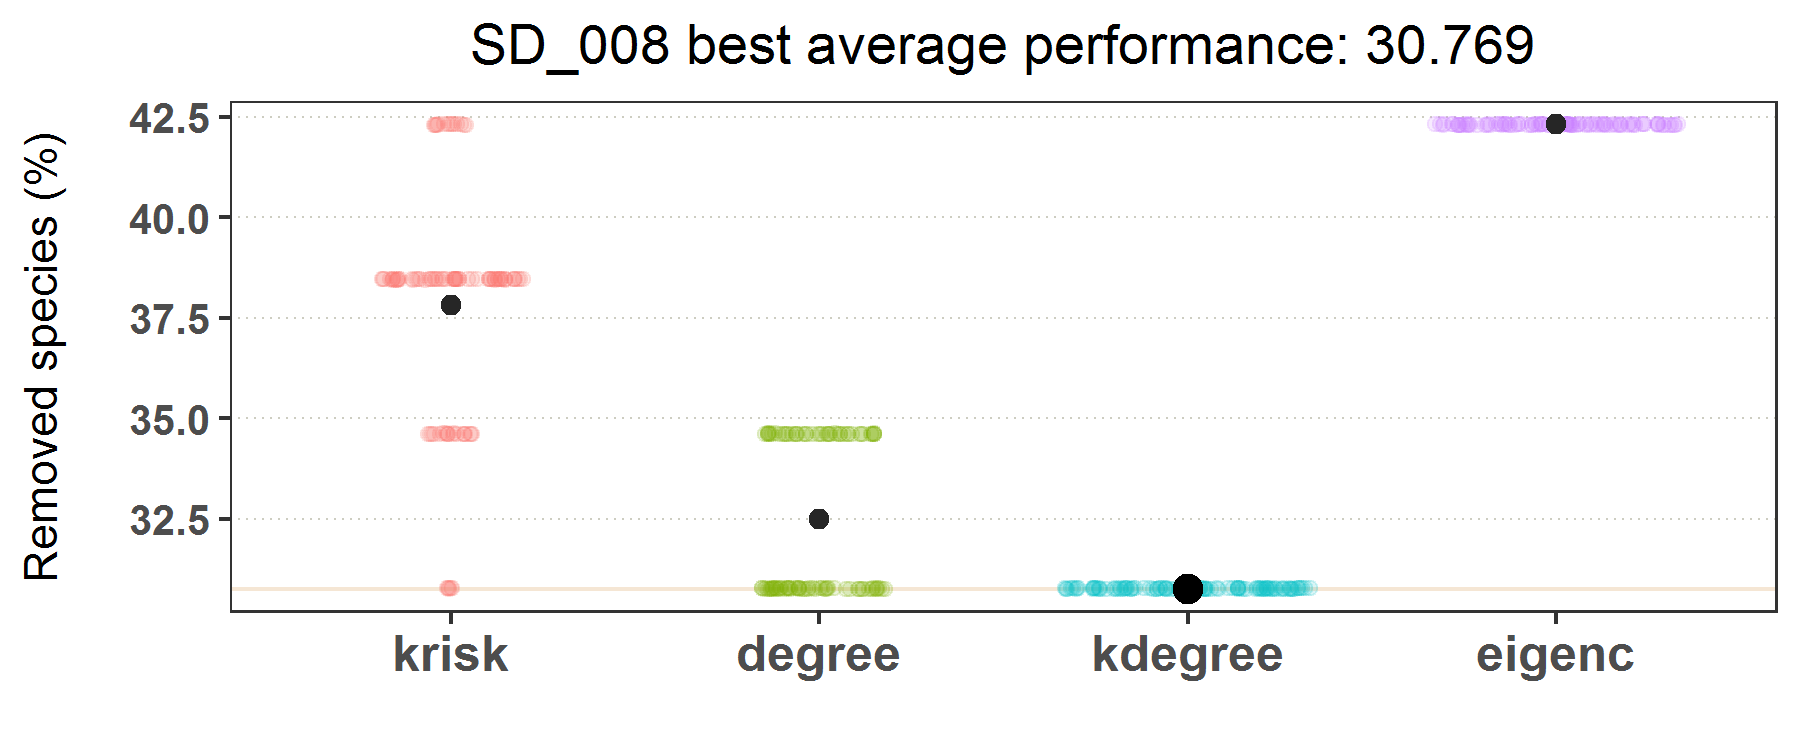 SD_008 best average performance: 30.769
Removed species (%)
42.5
40.0
37.5
35.0
32.5
krisk degree kdegree eigenc